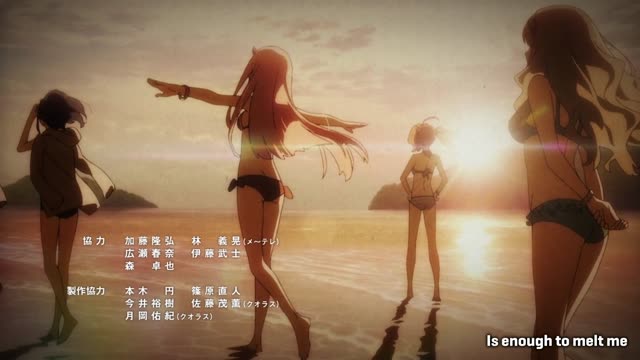 協力 加藤隆弘 林 義晃(メーテレ)
広瀬春奈 伊藤武士
森 卓也
製作協力 本木 円 篠原直人
今井裕樹 佐藤茂薫(クオラス)
月岡佑紀(クオラス)
Is enough to melt me